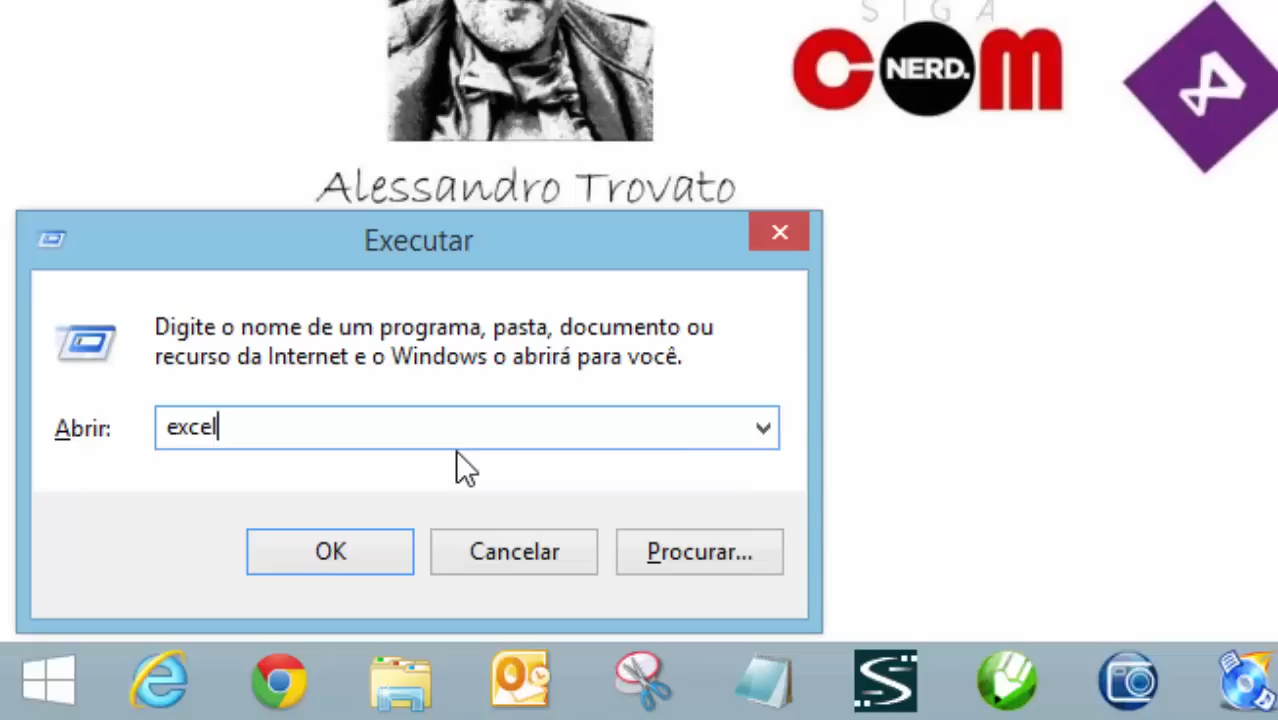 SIGA
COM
NERD.
Alessandro Trovato
Executar
Digite o nome de um programa, pasta, documento ou
recurso da Internet e o Windows o abrirá para você.
Abrir: excel
OK Cancelar Procurar...